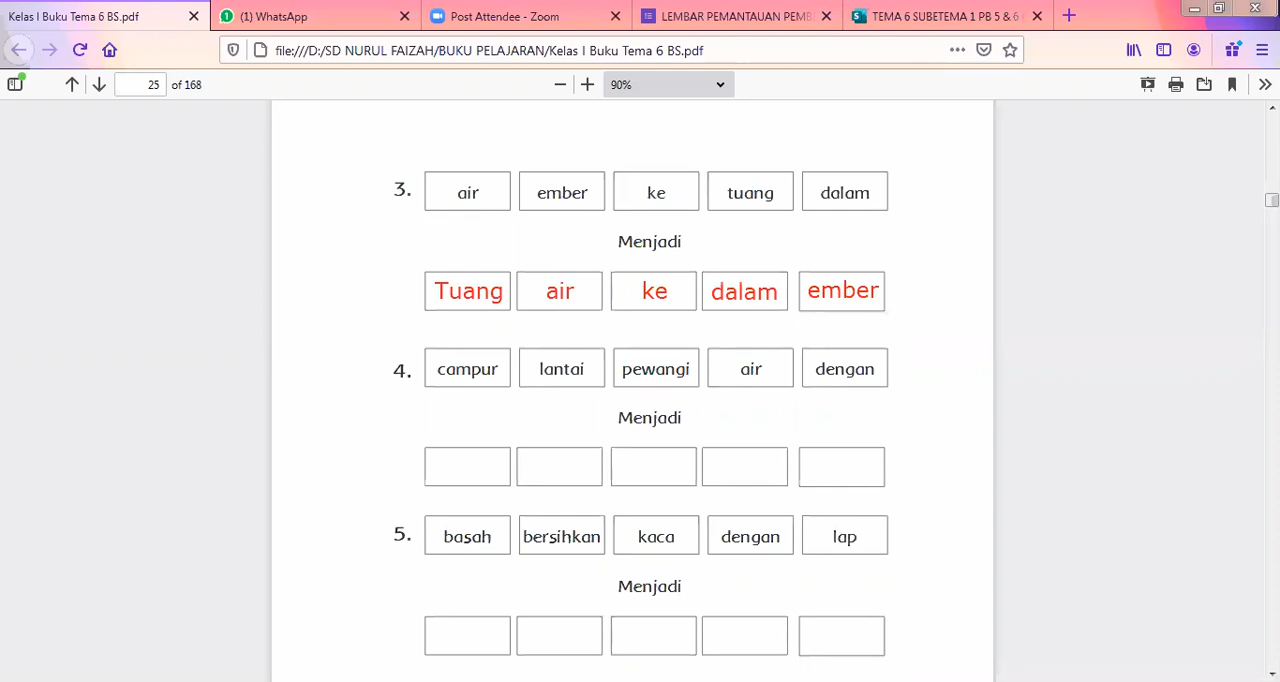 Kelas I Buku Tema 6 BS.pdf
(1) WhatsApp
Post Attendee - Zoom
LEMBAR PEMANTAUAN PEMB
TEMA 6 SUBETEMA 1 PB 5 & 6
file:///D:/SD NURUL FAIZAH/BUKU PELAJARAN/Kelas I Buku Tema 6 BS.pdf
25 of 168
90%
3. air ember ke tuang dalam
Menjadi
Tuang air ke dalam ember
4. campur lantai pewangi air dengan
Menjadi
5. basah bersihkan kaca dengan lap
Menjadi